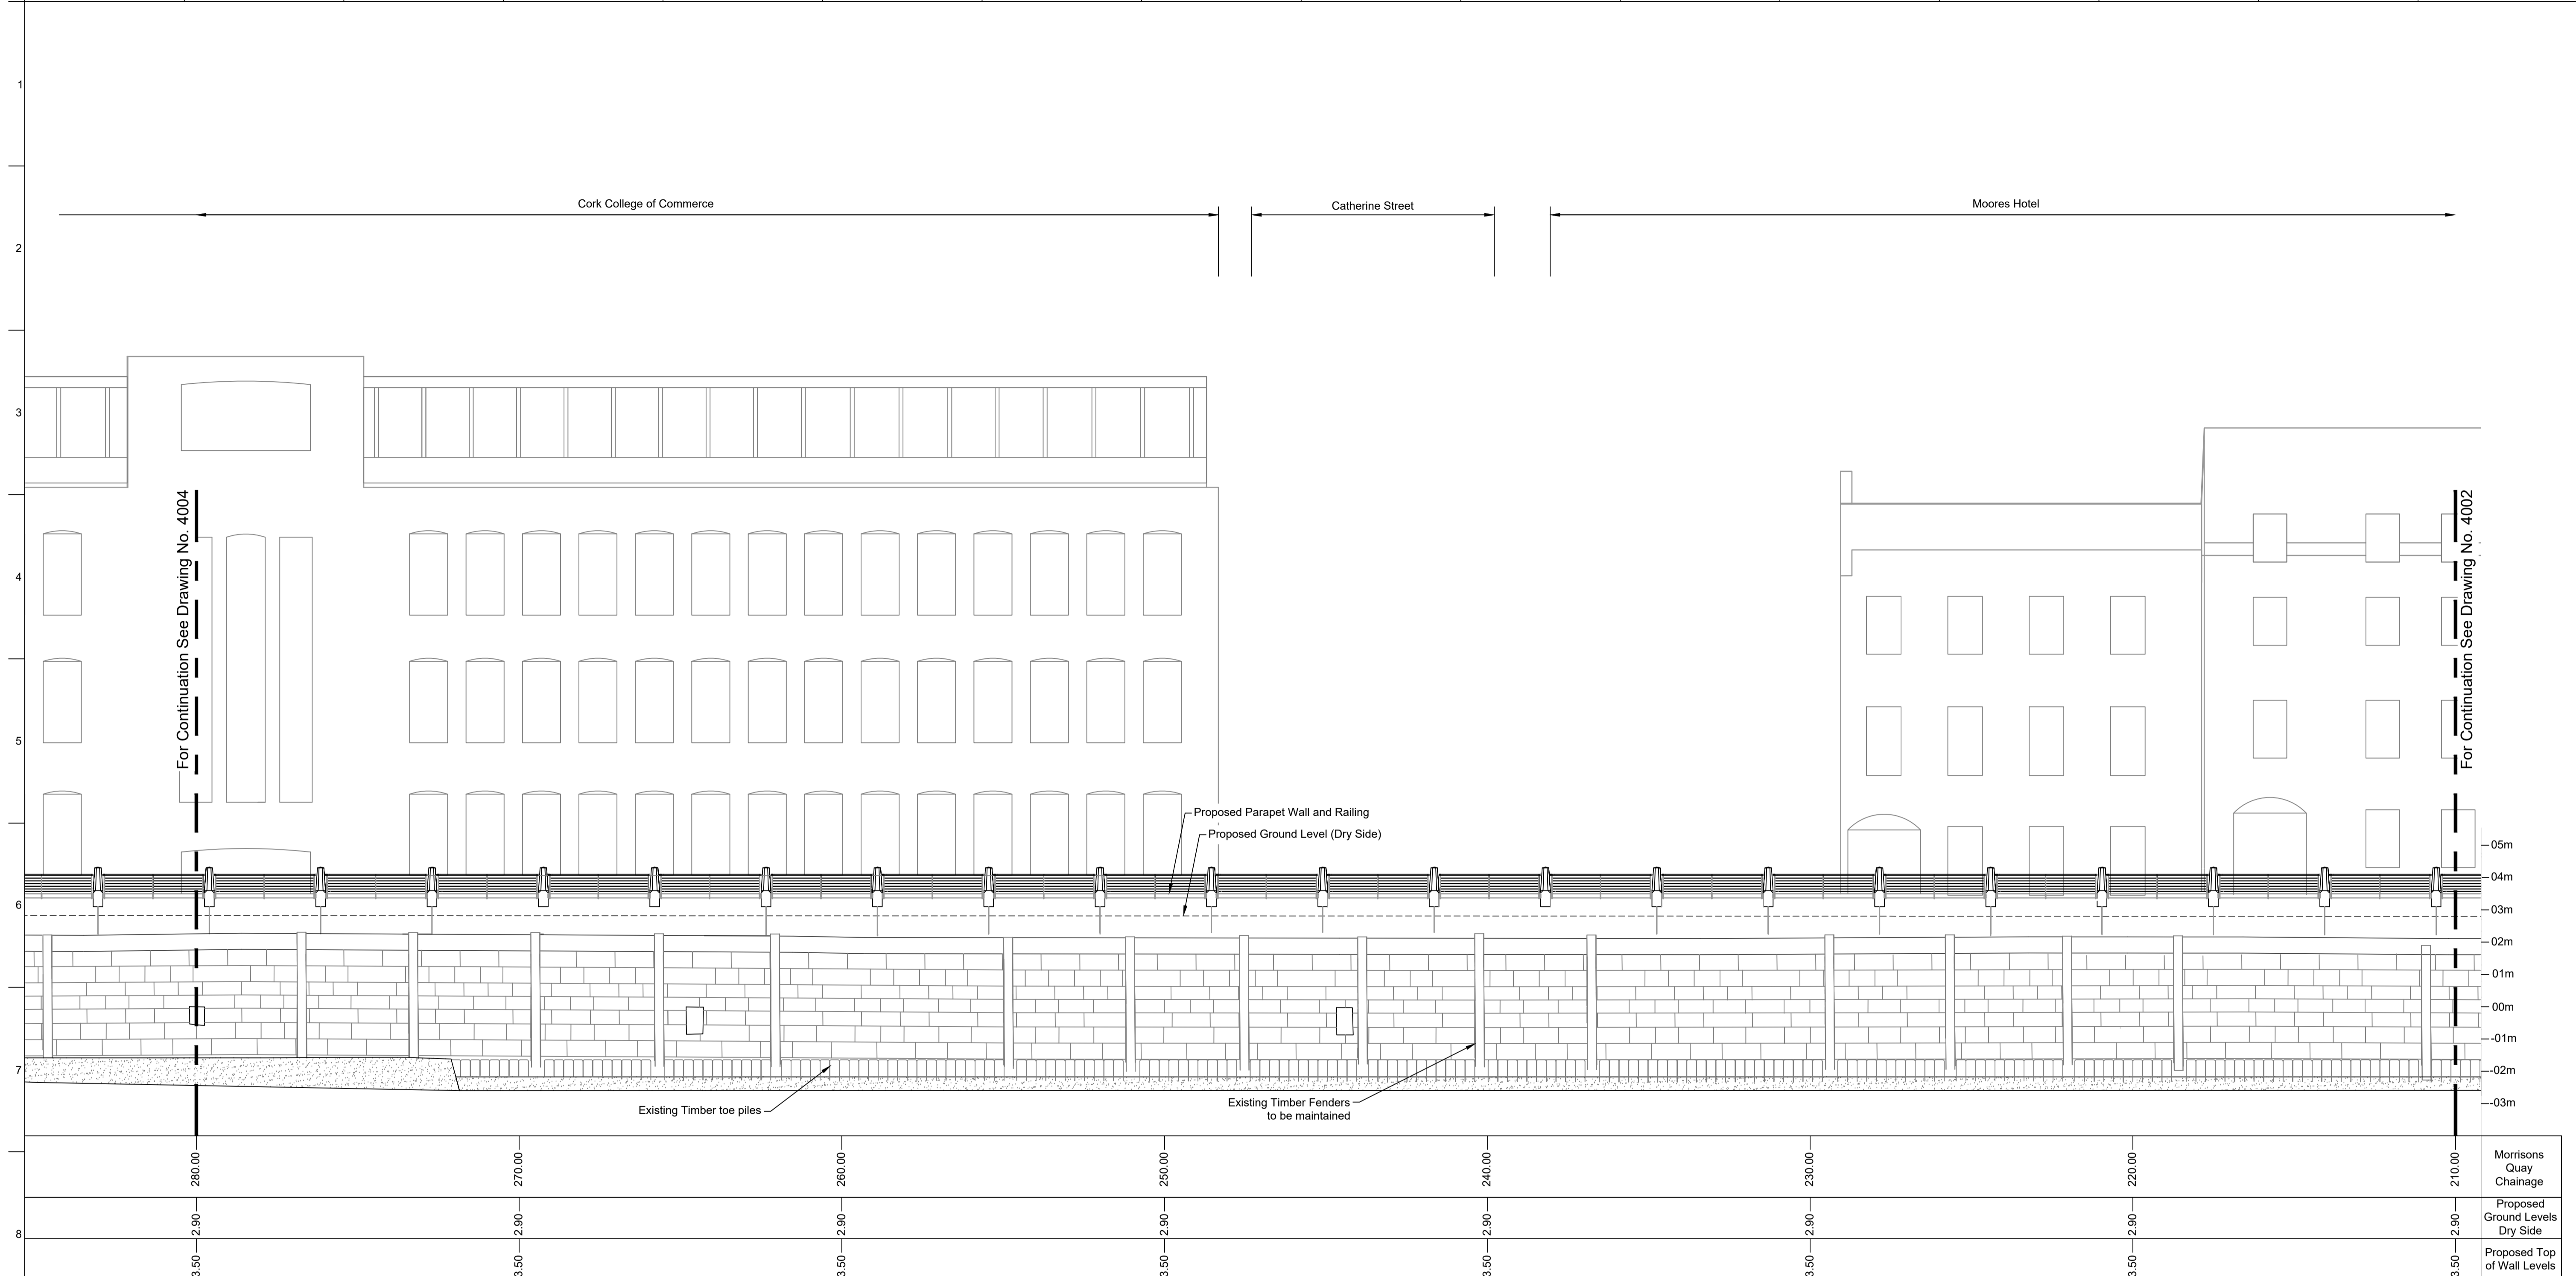 1
2
3
4
5
6
7
8
Cork College of Commerce
Catherine Street
Moores Hotel
For Continuation See Drawing No. 4004
For Continuation See Drawing No. 4002
Proposed Parapet Wall and Railing
Proposed Ground Level (Dry Side)
05m
04m
03m
02m
01m
00m
-01m
-02m
-03m
Existing Timber toe piles
Existing Timber Fenders
to be maintained
280.00 270.00 260.00 250.00 240.00 230.00 220.00 210.00
Morrisons
Quay
Chainage
2.90 2.90 2.90 2.90 2.90 2.90 2.90 2.90
Proposed
Ground Levels
Dry Side
3.50 3.50 3.50 3.50 3.50 3.50 3.50 3.50
Proposed Top
of Wall Levels